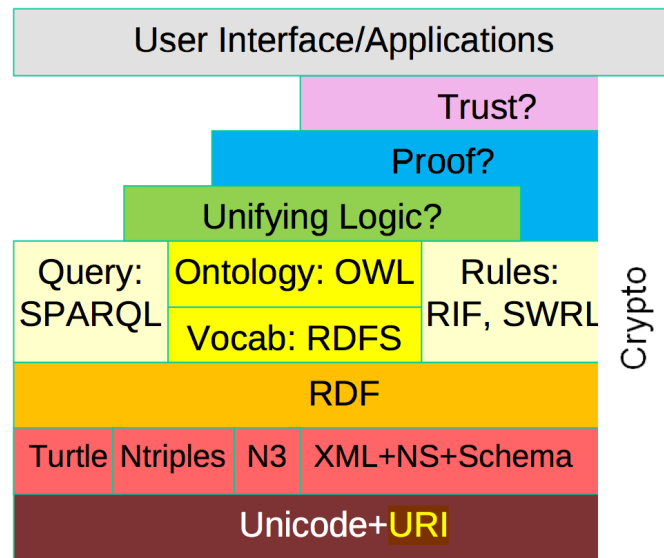 User Interface/Applications
Trust?
Proof?
Unifying Logic?
Query:
SPARQL
Ontology: OWL
Vocab: RDFS
Rules:
RIF, SWRL
Crypto
RDF
Turtle
Ntriples
N3
XML+NS+Schema
Unicode+URI